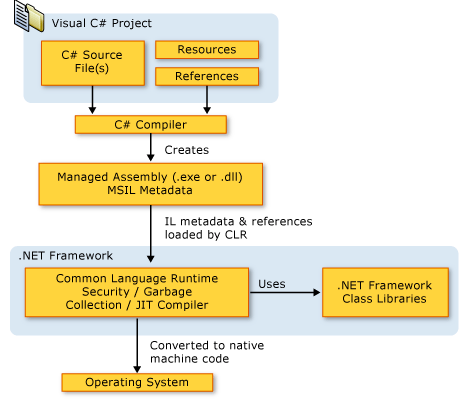 Visual C# Project
C# Source
File(s)
Resources
References
C# Compiler
Creates
Managed Assembly (.exe or .dll)
MSIL Metadata
IL metadata & references
loaded by CLR
.NET Framework
Common Language Runtime
Security / Garbage
Collection / JIT Compiler
Uses
.NET Framework
Class Libraries
Converted to native
machine code
Operating System